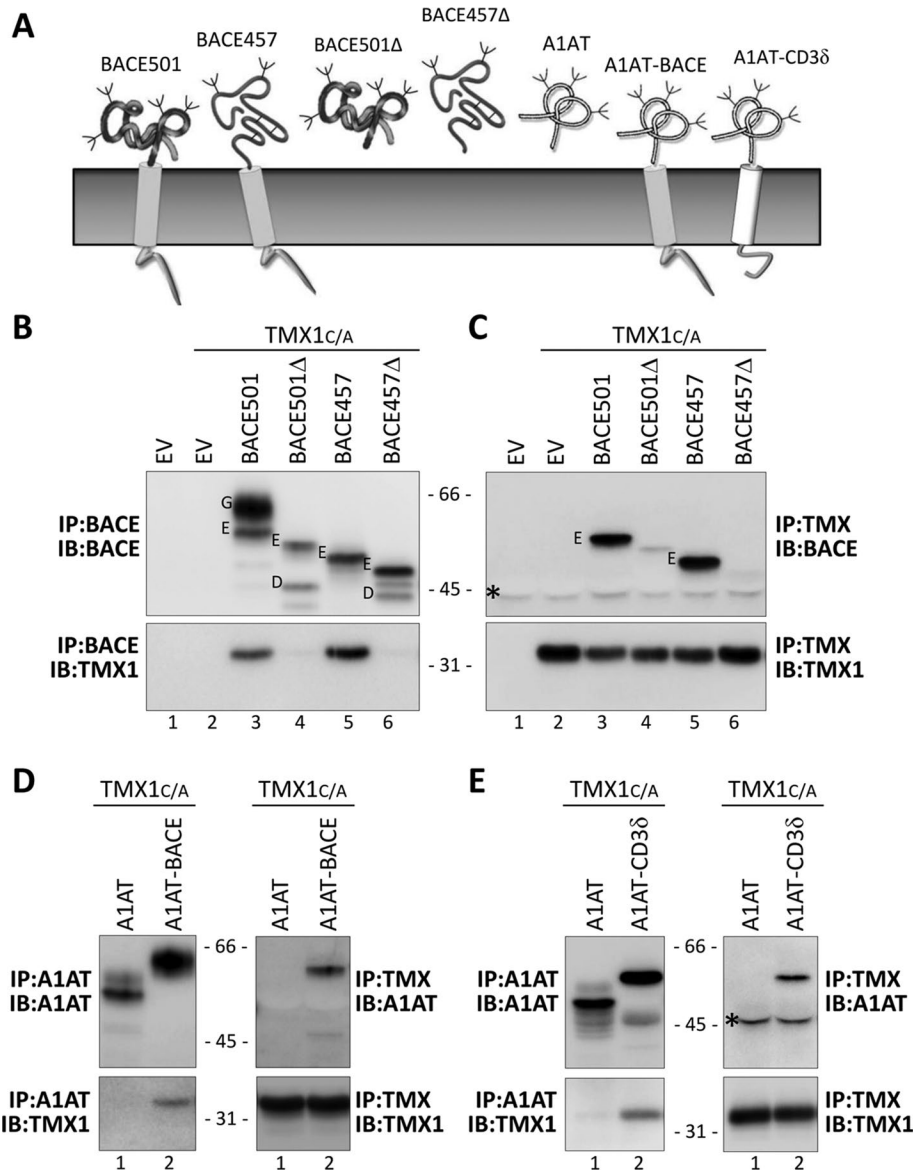 A
BACE501
BACE457
BACE501Δ
BACE457Δ
A1AT
A1AT-BACE
A1AT-CD3δ
B
TMX1C/A
EV
EV
BACE501
BACE501Δ
BACE457
BACE457Δ
IP:BACE
IB:BACE
G
E
E
D
E
E
D
IP:BACE
IB:TMX1
1 2 3 4 5 6
- 66 -
- 45 -
- 31 -
C
TMX1C/A
EV
EV
BACE501
BACE501Δ
BACE457
BACE457Δ
E
E
*
IP:TMX
IB:BACE
IP:TMX
IB:TMX1
1 2 3 4 5 6
D
TMX1C/A
A1AT
A1AT-BACE
IP:A1AT
IB:A1AT
IP:A1AT
IB:TMX1
1 2
- 66 -
- 45 -
- 31 -
TMX1C/A
A1AT
A1AT-BACE
IP:TMX
IB:A1AT
IP:TMX
IB:TMX1
1 2
E
TMX1C/A
A1AT
A1AT-CD3δ
IP:A1AT
IB:A1AT
IP:A1AT
IB:TMX1
1 2
- 66 -
- 45 -
- 31 -
TMX1C/A
A1AT
A1AT-CD3δ
*
IP:TMX
IB:A1AT
IP:TMX
IB:TMX1
1 2